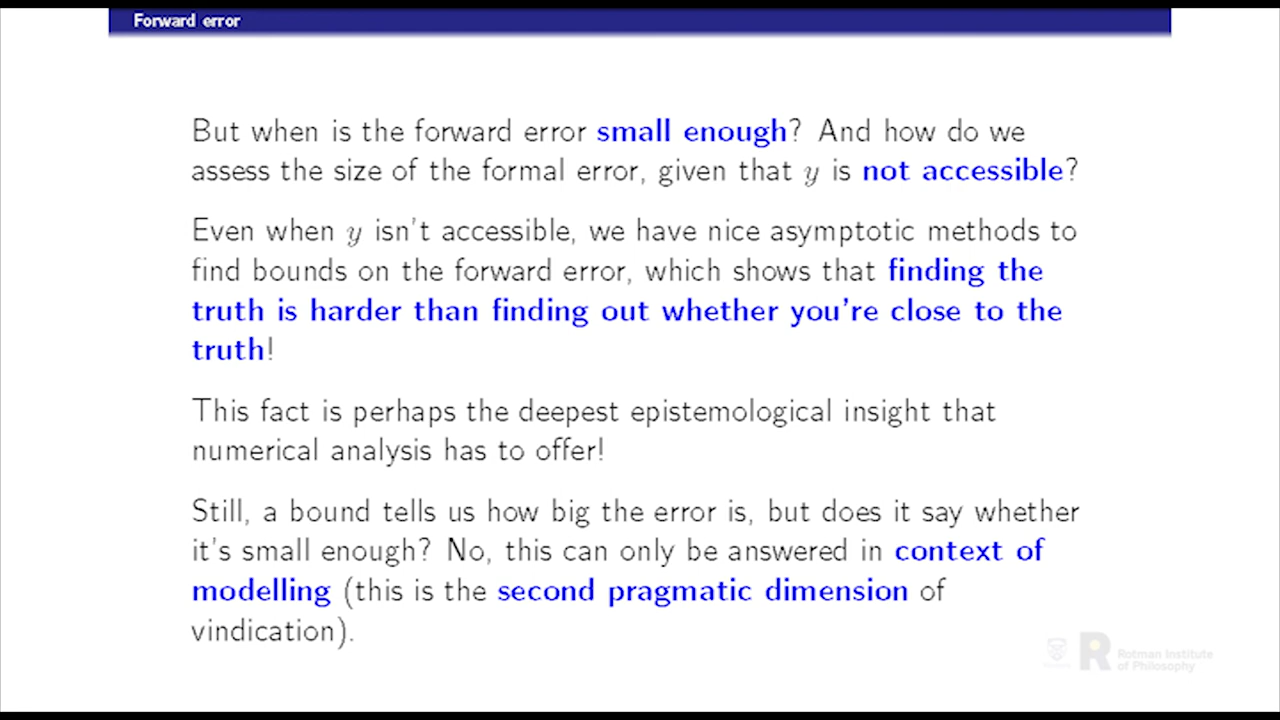 Forward error
But when is the forward error small enough? And how do we
assess the size of the formal error, given that y is not accessible?
Even when y isn't accessible, we have nice asymptotic methods to
find bounds on the forward error, which shows that finding the
truth is harder than finding out whether you're close to the
truth!
This fact is perhaps the deepest epistemological insight that
numerical analysis has to offer!
Still, a bound tells us how big the error is, but does it say whether
it's small enough? No, this can only be answered in context of
modelling (this is the second pragmatic dimension of
vindication).
R Rotman Institute
of Philosophy